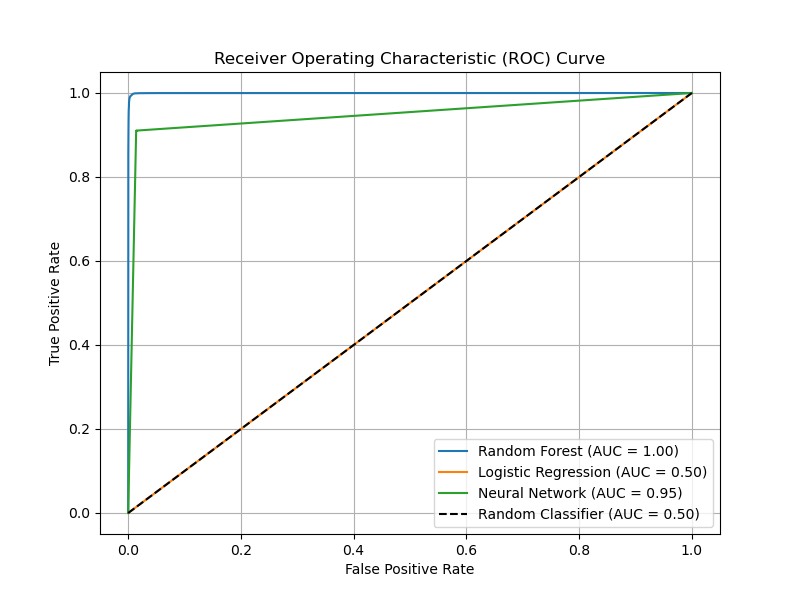 Receiver Operating Characteristic (ROC) Curve
1.0
0.8
0.6
0.4
0.2
0.0
True Positive Rate
Random Forest (AUC = 1.00)
Logistic Regression (AUC = 0.50)
Neural Network (AUC = 0.95)
Random Classifier (AUC = 0.50)
0.0 0.2 0.4 0.6 0.8 1.0
False Positive Rate